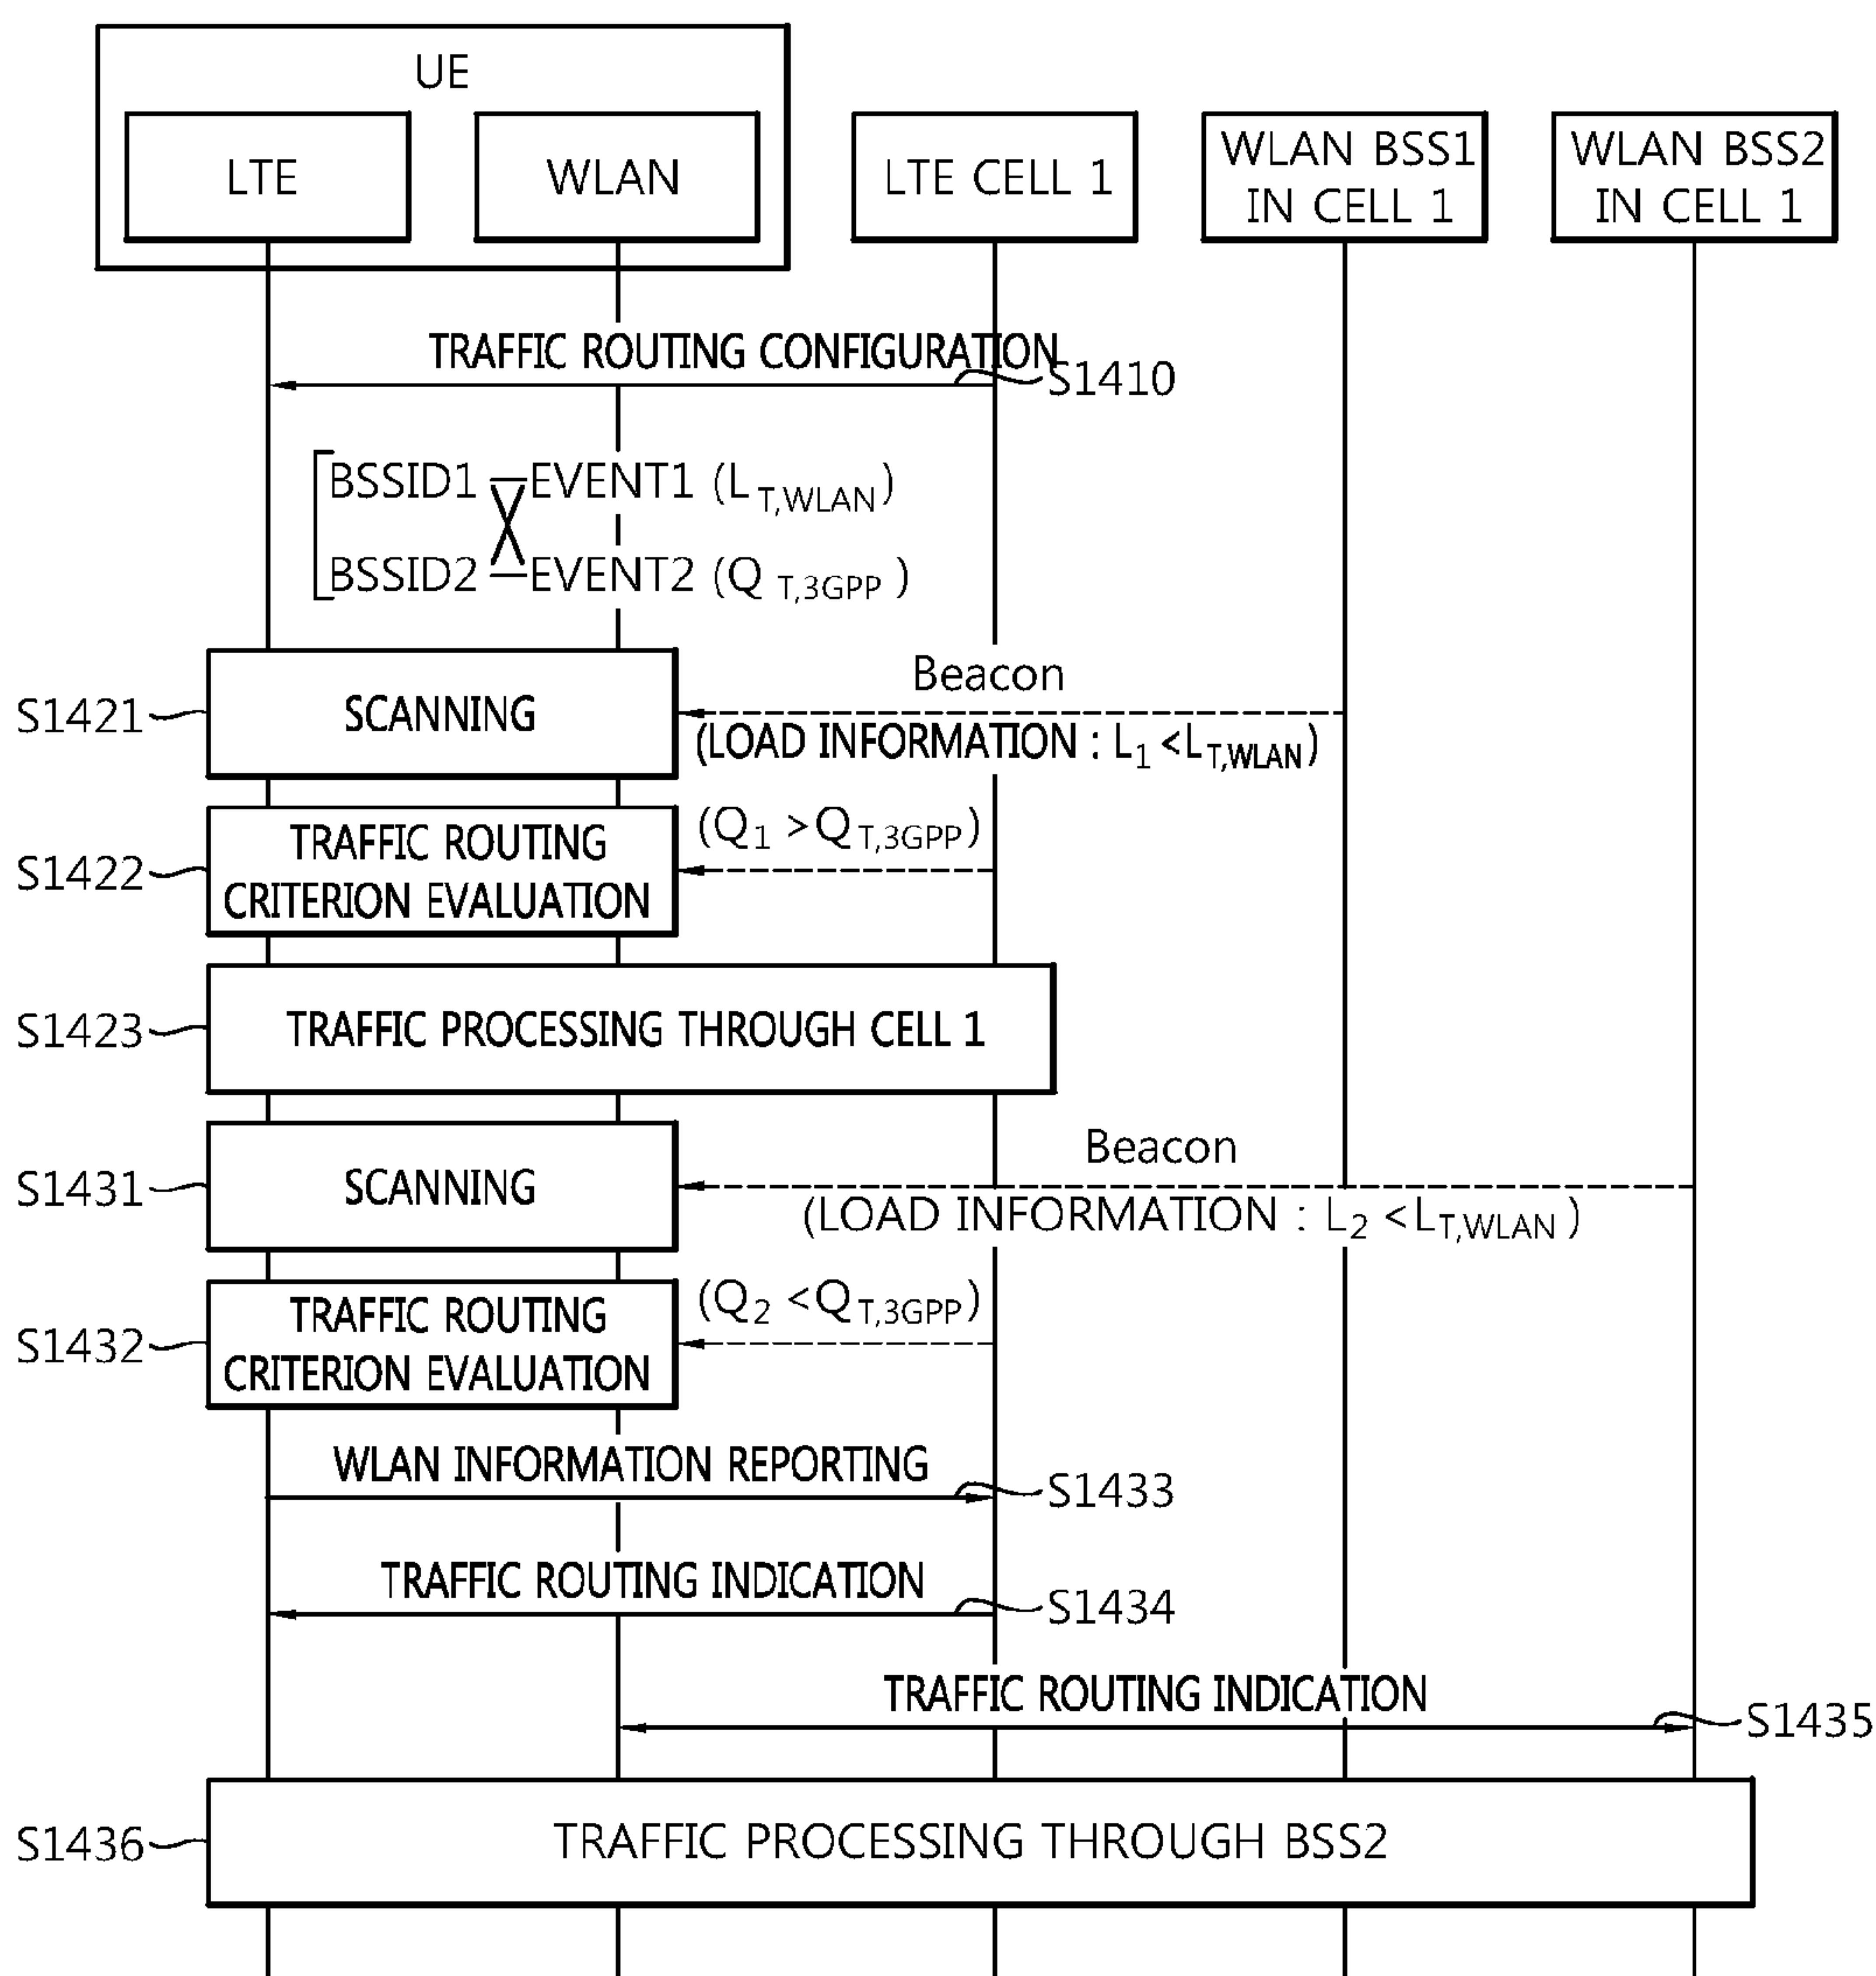 UE
LTE
WLAN
LTE CELL 1
WLAN BSS1
IN CELL 1
WLAN BSS2
IN CELL 1
TRAFFIC ROUTING CONFIGURATION
S1410
BSSID1 EVENT1 (L T,WLAN)
BSSID2 EVENT2 (Q T,3GPP)
S1421
SCANNING
Beacon
(LOAD INFORMATION : L1 <LT,WLAN)
S1422
TRAFFIC ROUTING
CRITERION EVALUATION
(Q1 >QT,3GPP)
S1423
TRAFFIC PROCESSING THROUGH CELL 1
S1431
SCANNING
Beacon
(LOAD INFORMATION : L2 <LT,WLAN)
S1432
TRAFFIC ROUTING
CRITERION EVALUATION
(Q2 <QT,3GPP)
WLAN INFORMATION REPORTING
S1433
TRAFFIC ROUTING INDICATION
S1434
TRAFFIC ROUTING INDICATION
S1435
S1436
TRAFFIC PROCESSING THROUGH BSS2